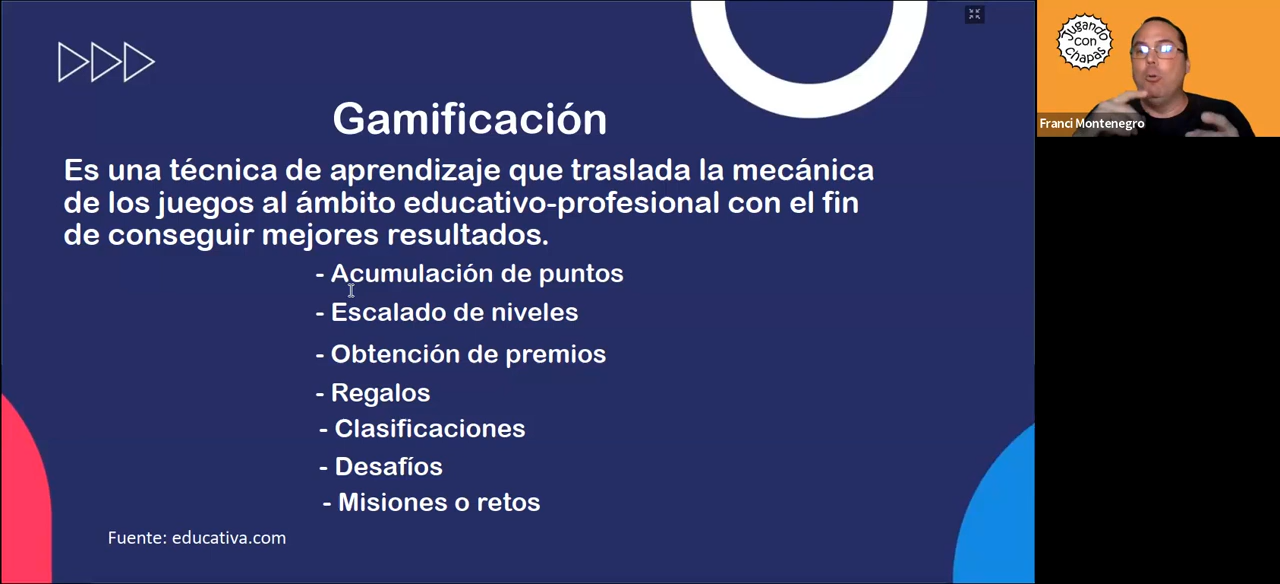 Gamificación
Es una técnica de aprendizaje que traslada la mecánica
de los juegos al ámbito educativo-profesional con el fin
de conseguir mejores resultados.
- Acumulación de puntos
- Escalado de niveles
- Obtención de premios
- Regalos
- Clasificaciones
- Desafíos
- Misiones o retos
Fuente: educativa.com
Jugando
con
Chapas
Franci Montenegro